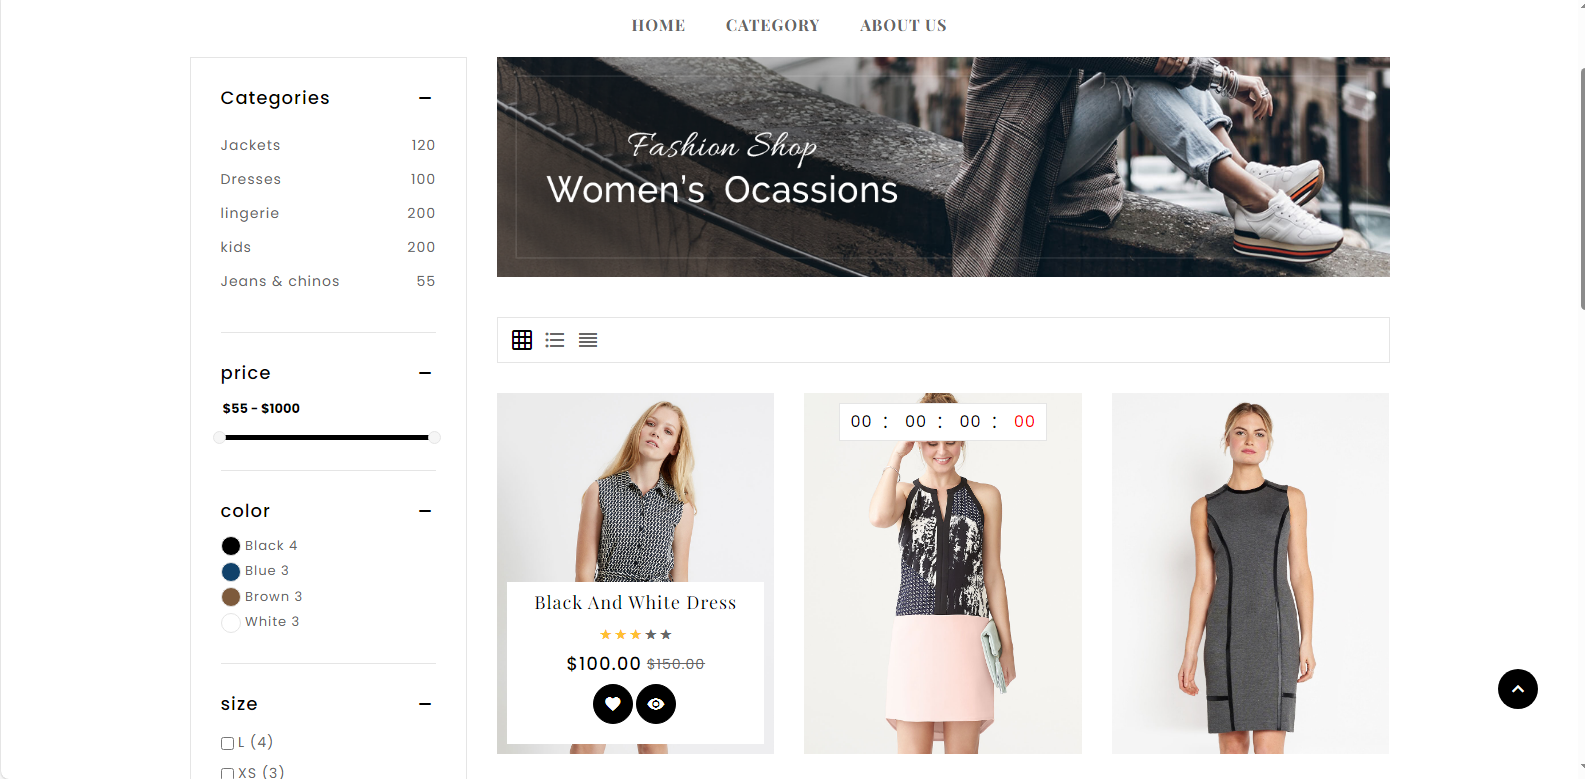 HOME CATEGORY ABOUT US
Categories
Jackets 120
Dresses 100
lingerie 200
kids 200
Jeans & chinos 55
price
$55 - $1000
color
Black 4
Blue 3
Brown 3
White 3
size
L (4)
XS (3)
Fashion Shop
Women's Ocassions
Black And White Dress
$100.00 $150.00
00 : 00 : 00 : 00